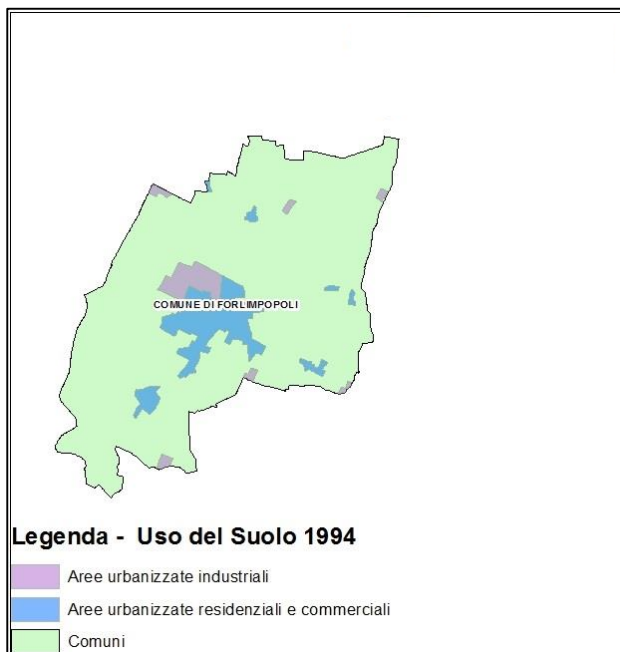 COMUNE DI FORLIMPOPOLI
Legenda - Uso del Suolo 1994
Aree urbanizzate industriali
Aree urbanizzate residenziali e commerciali
Comuni